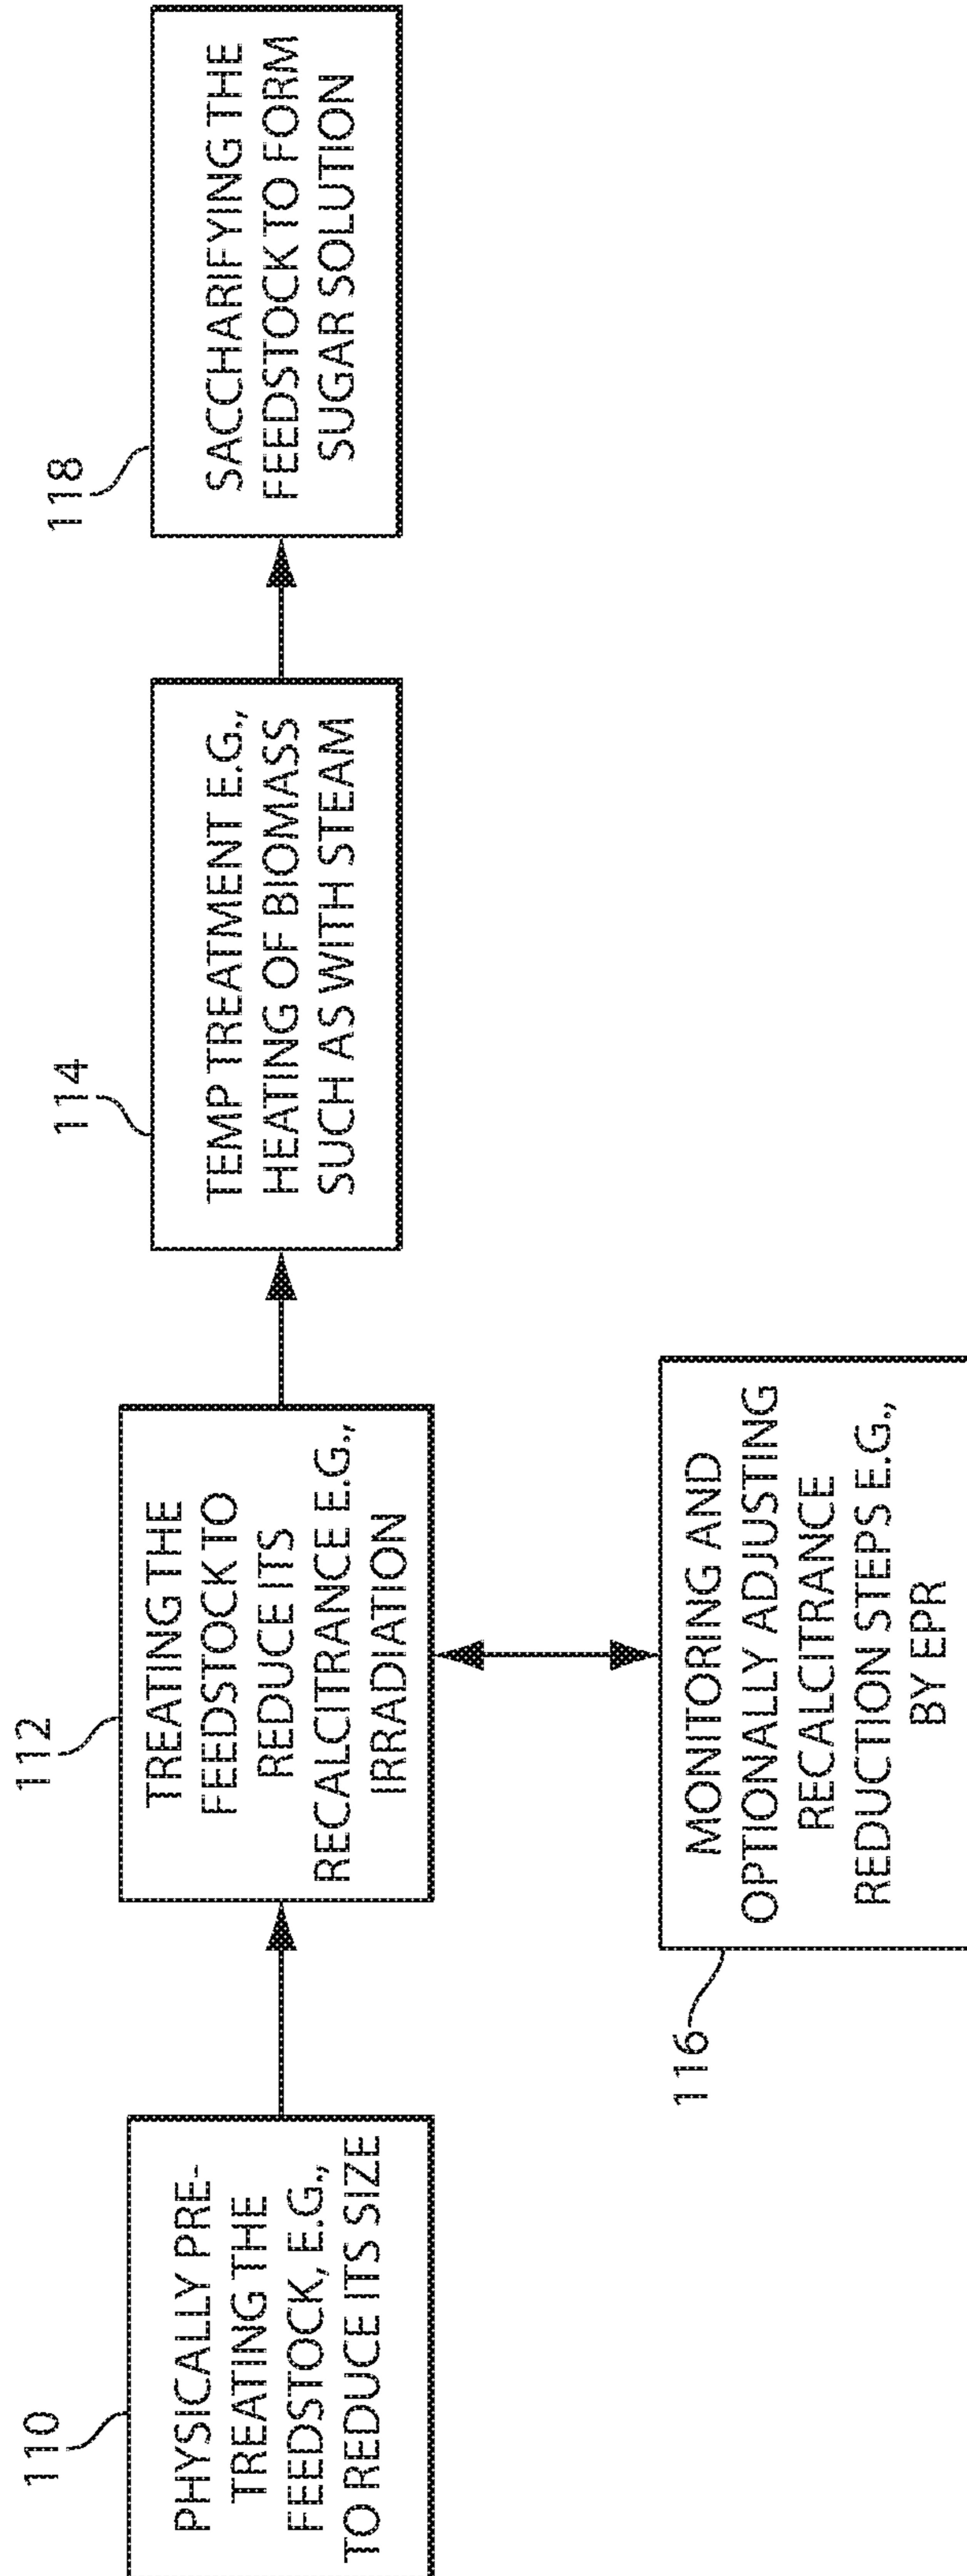 110
PHYSICALLY PRE-
TREATING THE
FEEDSTOCK, E.G.,
TO REDUCE ITS SIZE
112
TREATING THE
FEEDSTOCK TO
REDUCE ITS
RECALCITRANCE E.G.,
IRRADIATION
114
TEMP TREATMENT E.G.,
HEATING OF BIOMASS
SUCH AS WITH STEAM
118
SACCHARIFYING THE
FEEDSTOCK TO FORM
SUGAR SOLUTION
116
MONITORING AND
OPTIONALLY ADJUSTING
RECALCITRANCE
REDUCTION STEPS E.G.,
BY EPR